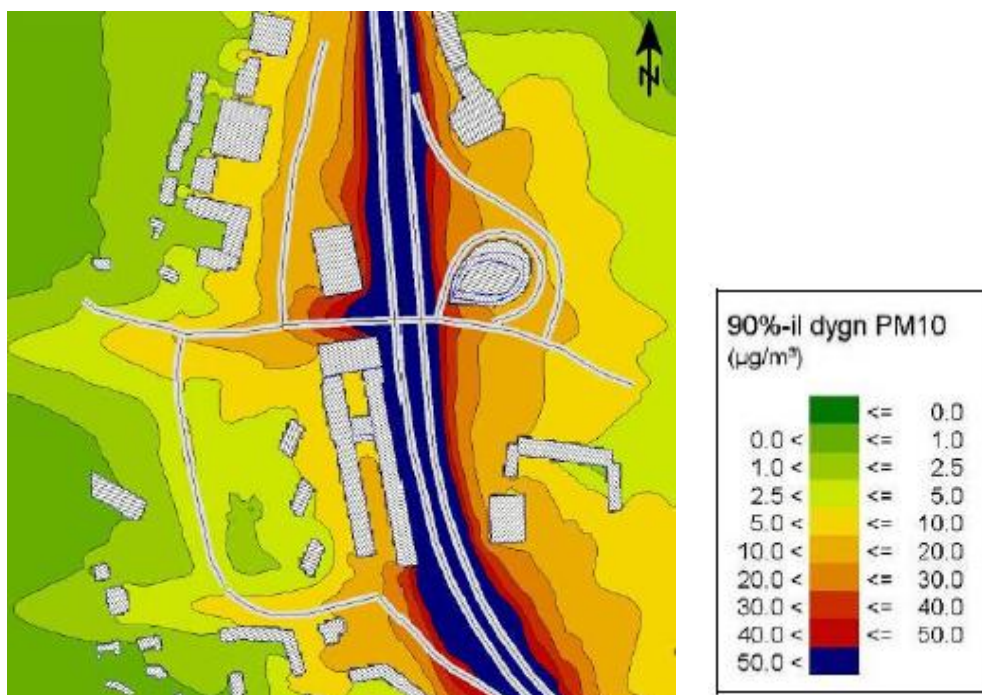 N
90%-il dygn PM10
(µg/m³)
<= 0.0
0.0 < <= 1.0
1.0 < <= 2.5
2.5 < <= 5.0
5.0 < <= 10.0
10.0 < <= 20.0
20.0 < <= 30.0
30.0 < <= 40.0
40.0 < <= 50.0
50.0 <